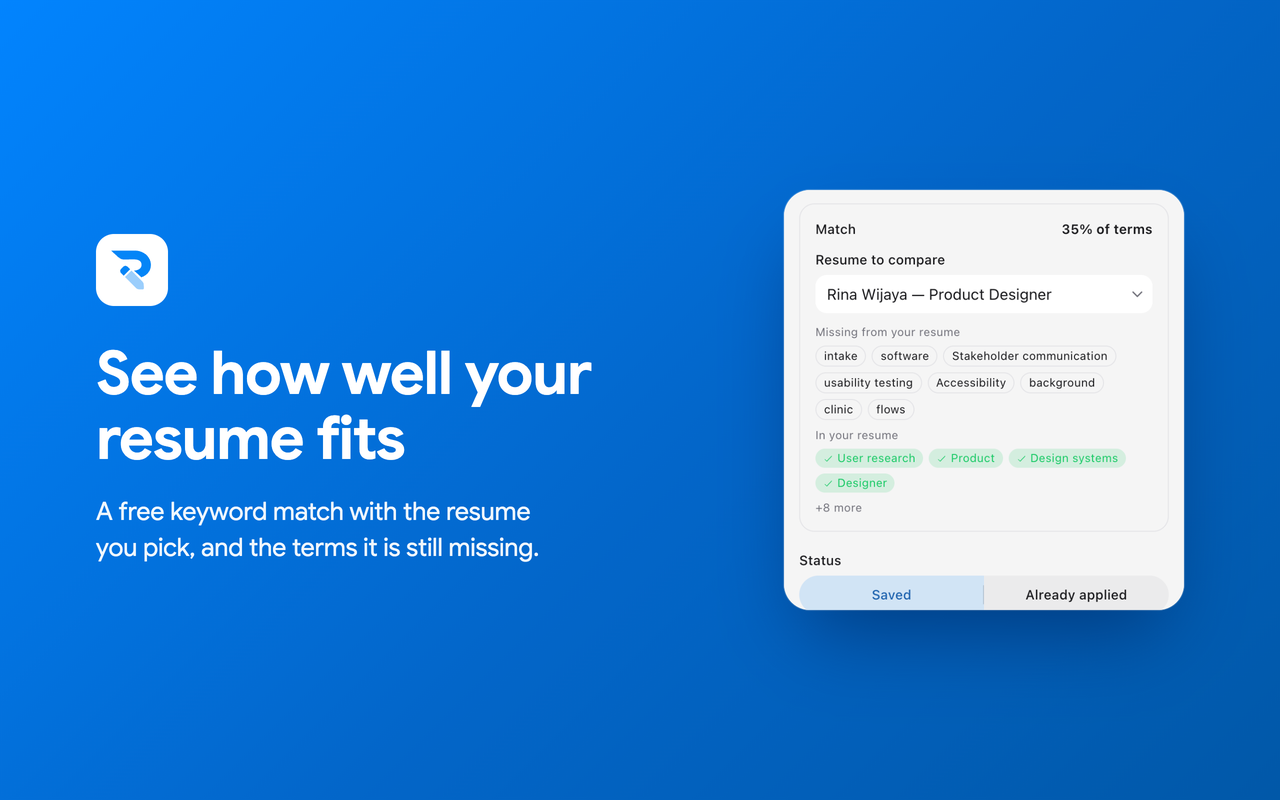 See how well your
resume fits
A free keyword match with the resume
you pick, and the terms it is still missing.
Match 35% of terms
Resume to compare
Rina Wijaya — Product Designer
Missing from your resume
intake software Stakeholder communication
usability testing Accessibility background
clinic flows
In your resume
✓ User research ✓ Product ✓ Design systems
✓ Designer
+8 more
Status
Saved Already applied